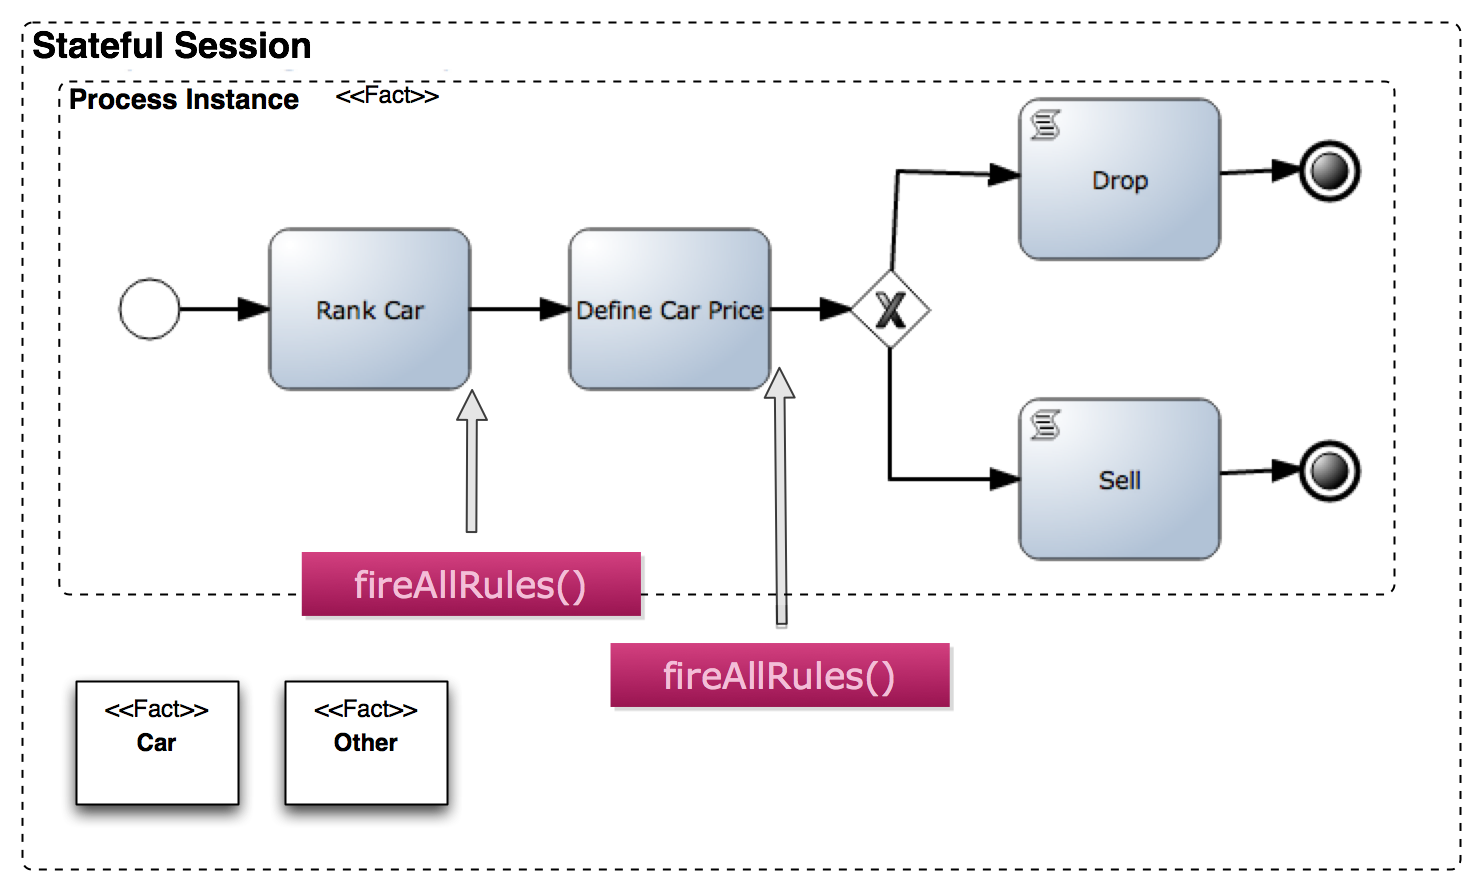 Stateful Session
Process Instance <<Fact>>
Drop
Rank Car
Define Car Price
X
Sell
fireAllRules()
fireAllRules()
<<Fact>>
Car
<<Fact>>
Other